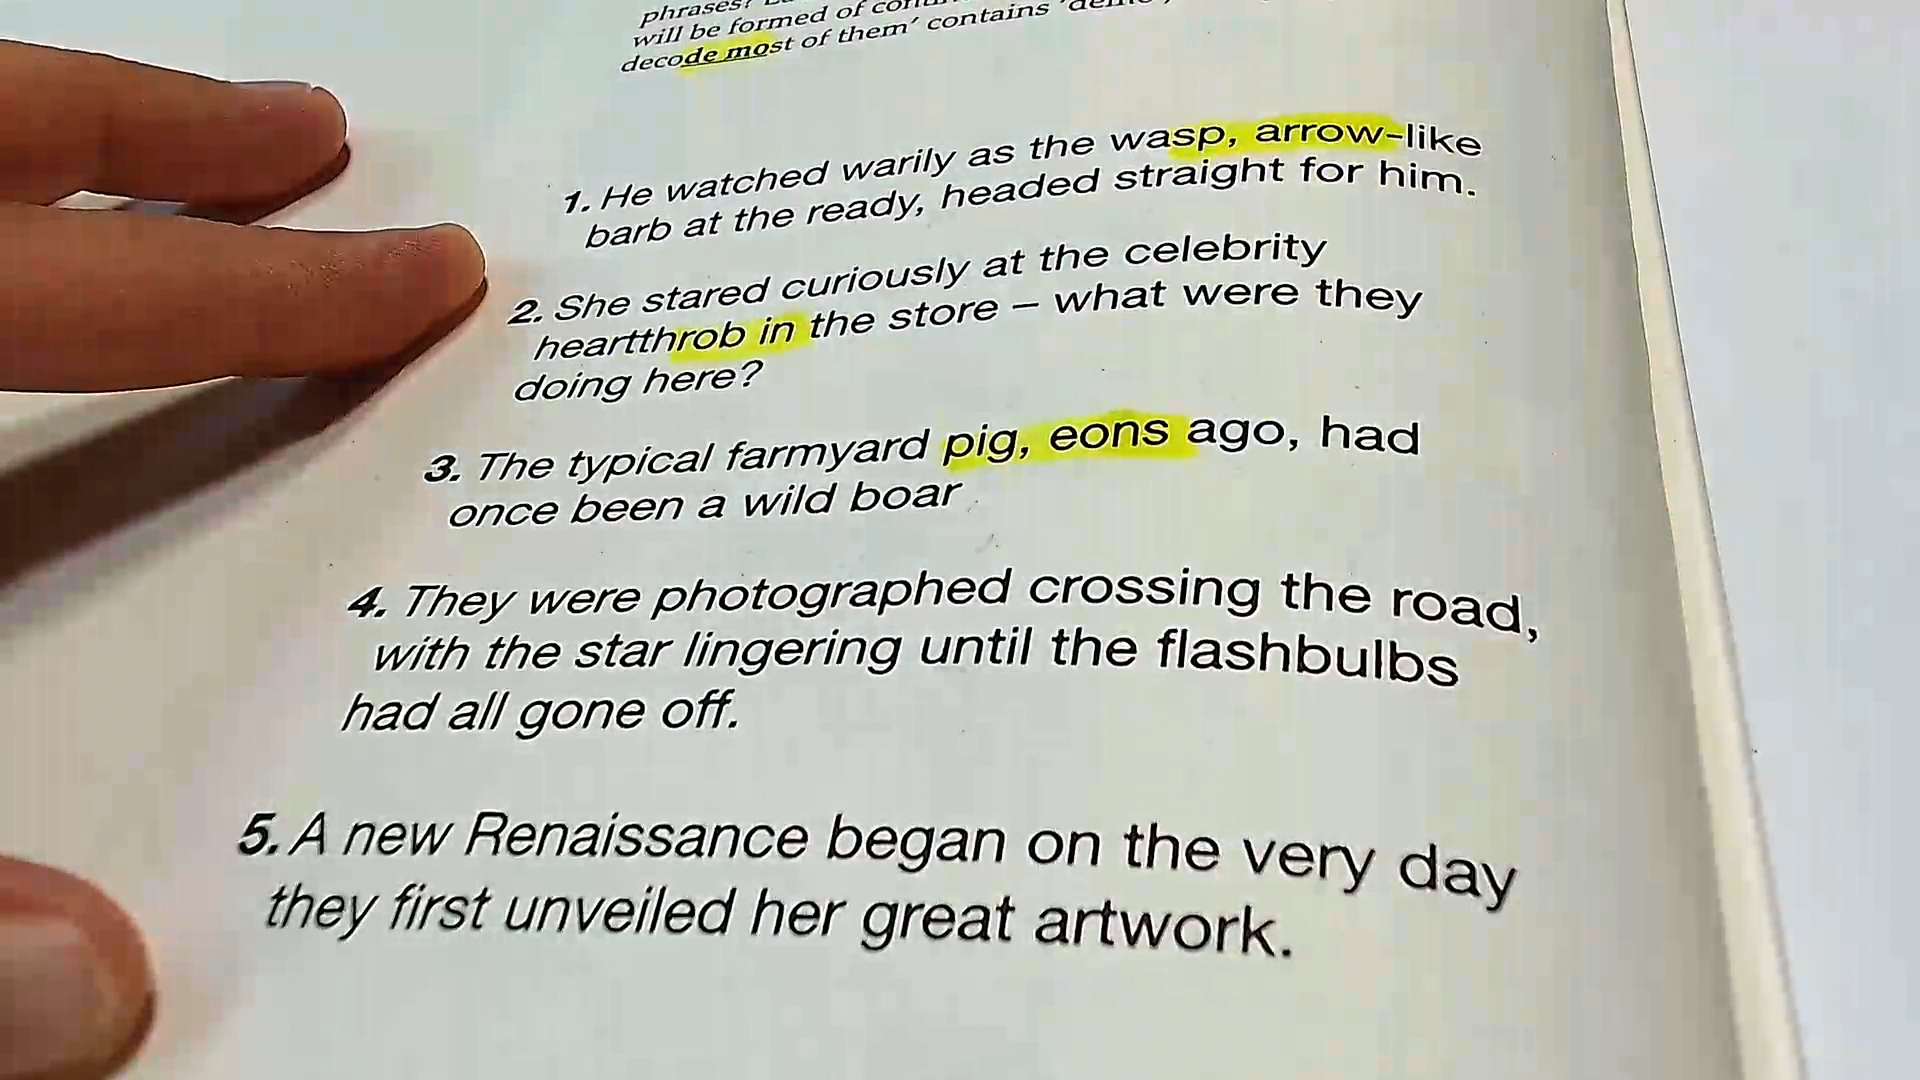 phrases?
will be formed of
decode most of them' contains
1. He watched warily as the wasp, arrow-like
barb at the ready, headed straight for him.
2. She stared curiously at the celebrity
heartthrob in the store – what were they
doing here?
3. The typical farmyard pig, eons ago, had
once been a wild boar
4. They were photographed crossing the road,
with the star lingering until the flashbulbs
had all gone off.
5. A new Renaissance began on the very day
they first unveiled her great artwork.